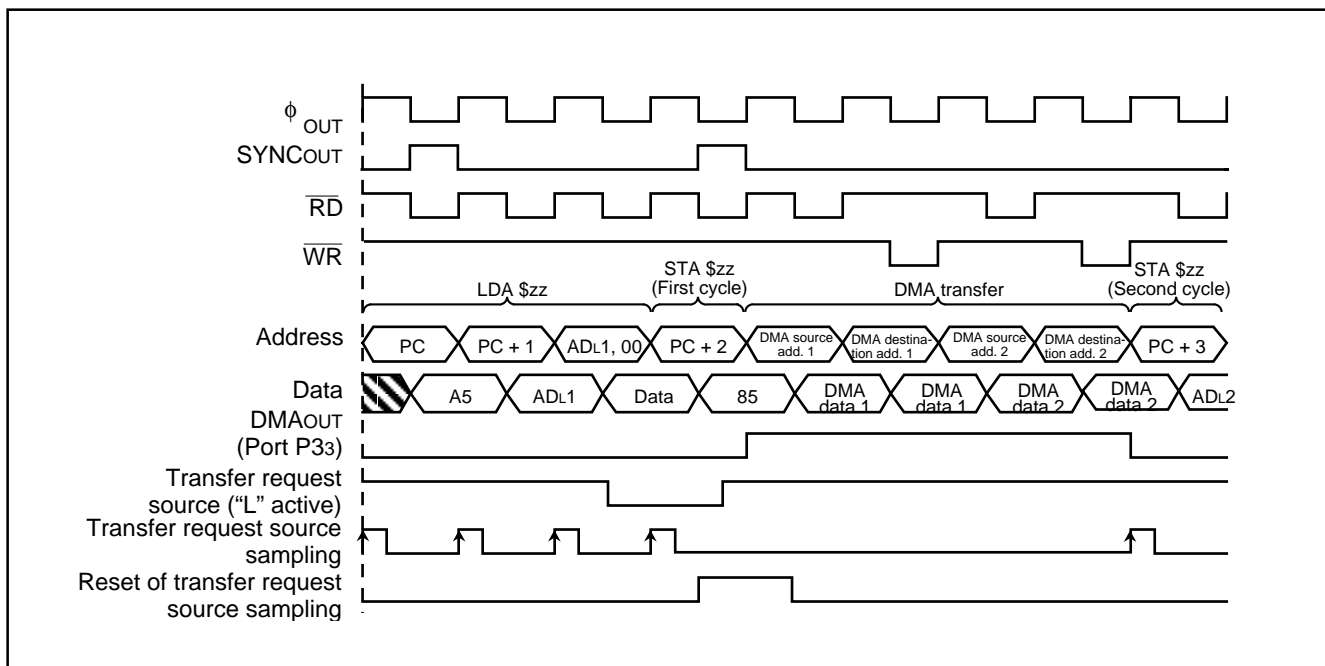 ϕ OUT
SYNCOUT
RD
WR
LDA $zz
STA $zz
(First cycle)
DMA transfer
STA $zz
(Second cycle)
Address
PC
PC + 1
ADL1, 00
PC + 2
DMA source
add. 1
DMA destina-
tion add. 1
DMA source
add. 2
DMA destina-
tion add. 2
PC + 3
Data
A5
ADL1
Data
85
DMA
data 1
DMA
data 1
DMA
data 2
DMA
data 2
ADL2
DMAOUT
(Port P33)
Transfer request
source (“L” active)
Transfer request source
sampling
Reset of transfer request
source sampling